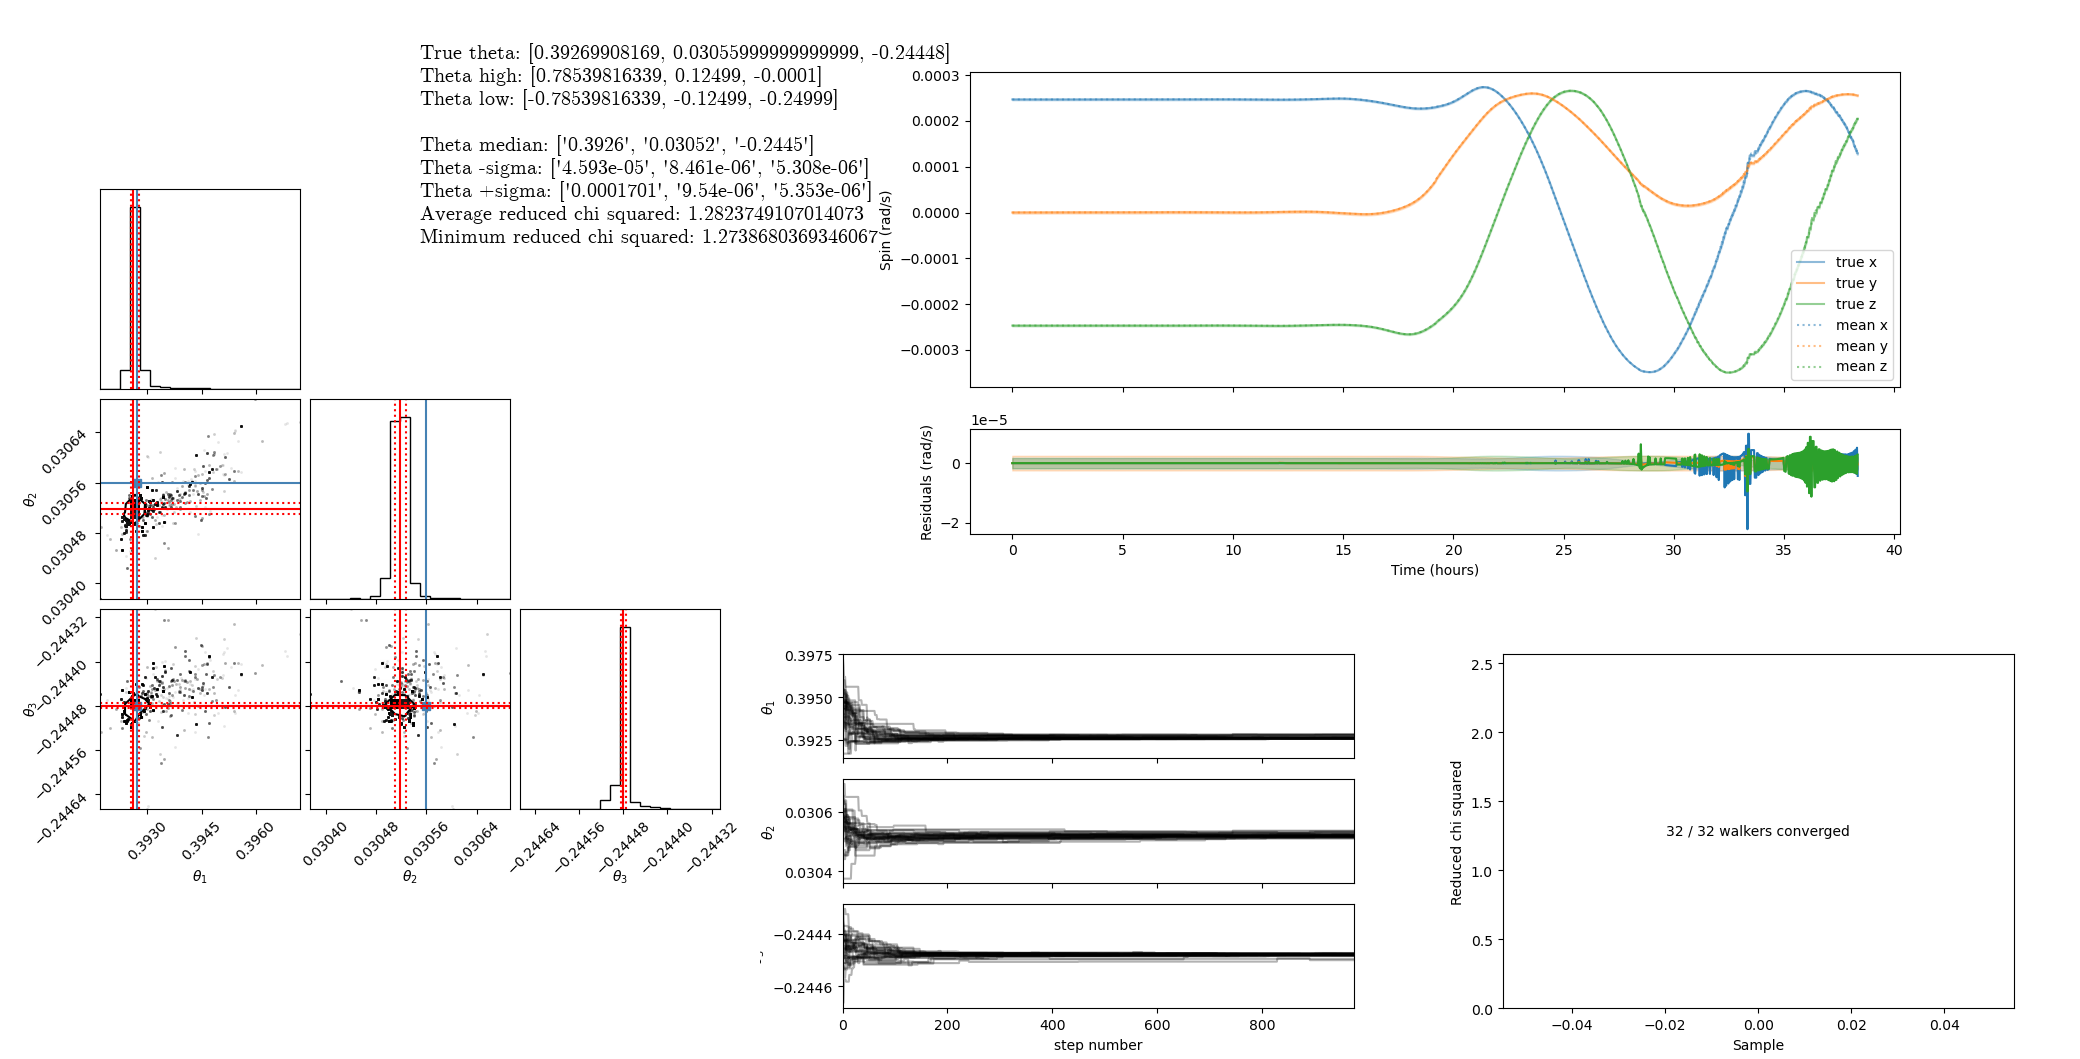 True theta: [0.39269908169, 0.03055999999999999, -0.24448]
Theta high: [0.78539816339, 0.12499, -0.0001]
Theta low: [-0.78539816339, -0.12499, -0.24999]
Theta median: ['0.3926', '0.03052', '-0.2445']
Theta -sigma: ['4.593e-05', '8.461e-06', '5.308e-06']
Theta +sigma: ['0.0001701', '9.54e-06', '5.353e-06']
Average reduced chi squared: 1.2823749107014073
Minimum reduced chi squared: 1.2738680369346067
0.0003
0.0002
0.0001
0.0000
−0.0001
−0.0002
−0.0003
Spin (rad/s)
true x
true y
true z
mean x
mean y
mean z
1e−5
0
−2
Residuals (rad/s)
0 5 10 15 20 25 30 35 40
Time (hours)
0.03064
0.03056
0.03048
0.03040
θ2
−0.24432
−0.24440
−0.24448
−0.24456
−0.24464
θ3
0.3930 0.3945 0.3960
θ1
0.03040 0.03048 0.03056 0.03064
θ2
−0.24464 −0.24456 −0.24448 −0.24440 −0.24432
θ3
0.3975
0.3950
0.3925
θ1
0.0306
0.0304
θ2
−0.2444
−0.2446
0 200 400 600 800
step number
2.5
2.0
1.5
1.0
0.5
0.0
Reduced chi squared
32 / 32 walkers converged
−0.04 −0.02 0.00 0.02 0.04
Sample